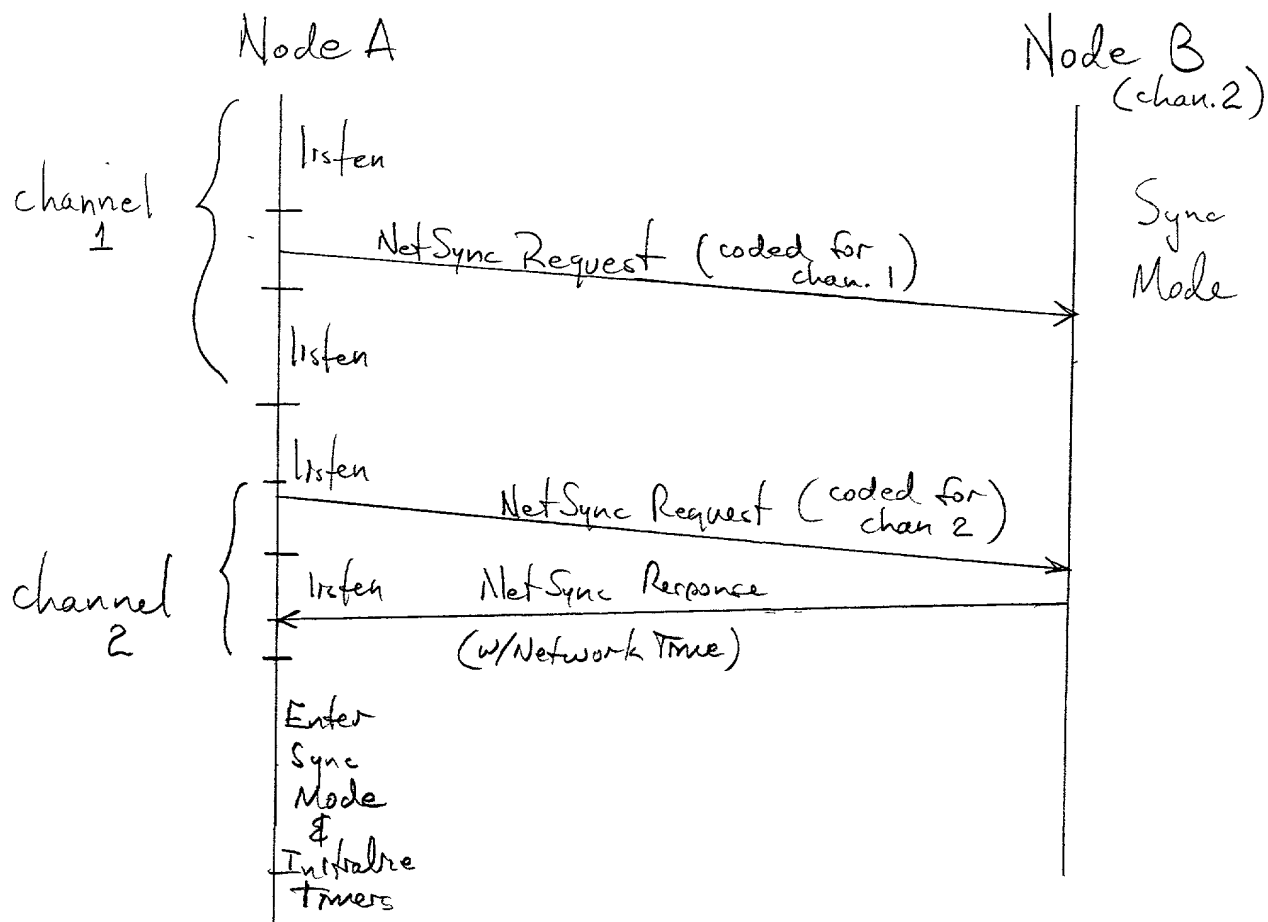 Node A
Node B
(chan. 2)
listen
channel
1
Sync
Mode
NetSync Request (coded for
chan. 1)
listen
listen
NetSync Request (coded for
chan 2)
channel
2
listen
NetSync Response
(w/Network Time)
Enter
Sync
Mode
&
Initialize
Timers